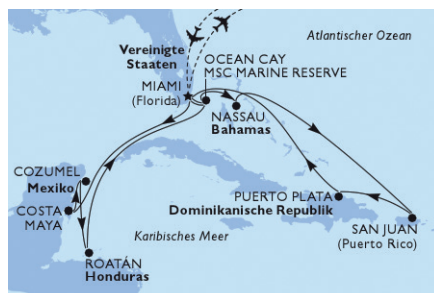 Vereinigte
Staaten
Atlantischer Ozean
OCEAN CAY
MSC MARINE RESERVE
MIAMI
(Florida)
NASSAU
Bahamas
COZUMEL
Mexiko
COSTA
MAYA
PUERTO PLATA
Dominikanische Republik
SAN JUAN
(Puerto Rico)
Karibisches Meer
ROATÁN
Honduras